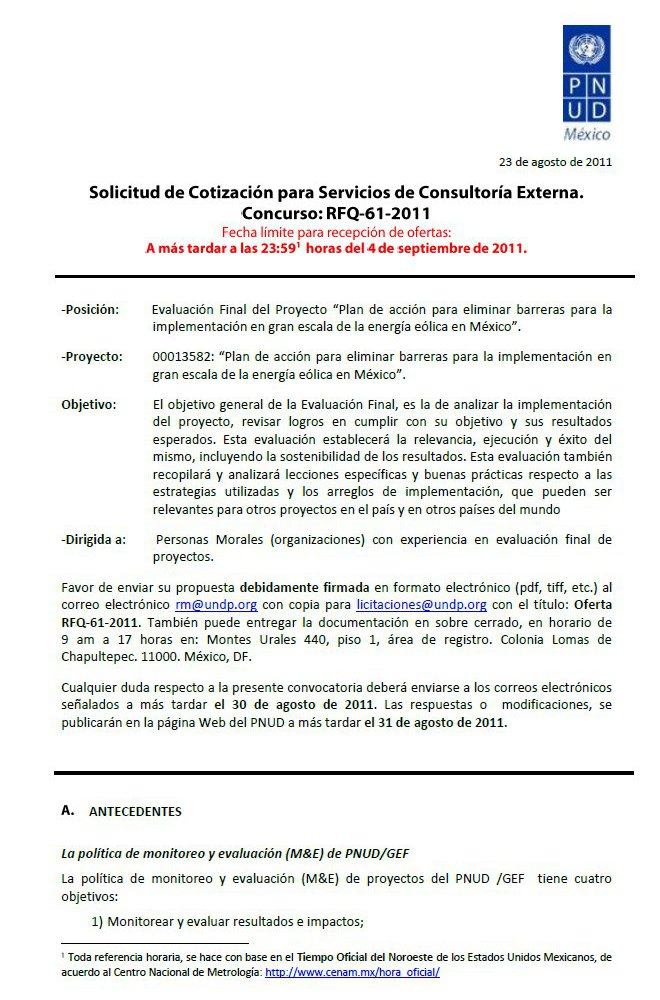 P N
U D
México
23 de agosto de 2011
Solicitud de Cotización para Servicios de Consultoría Externa.
Concurso: RFQ-61-2011
Fecha límite para recepción de ofertas:
A más tardar a las 23:59¹ horas del 4 de septiembre de 2011.
-Posición: Evaluación Final del Proyecto “Plan de acción para eliminar barreras para la
implementación en gran escala de la energía eólica en México”.
-Proyecto: 00013582: “Plan de acción para eliminar barreras para la implementación en
gran escala de la energía eólica en México”.
Objetivo: El objetivo general de la Evaluación Final, es la de analizar la implementación
del proyecto, revisar logros en cumplir con su objetivo y sus resultados
esperados. Esta evaluación establecerá la relevancia, ejecución y éxito del
mismo, incluyendo la sostenibilidad de los resultados. Esta evaluación también
recopilará y analizará lecciones específicas y buenas prácticas respecto a las
estrategias utilizadas y los arreglos de implementación, que pueden ser
relevantes para otros proyectos en el país y en otros países del mundo
-Dirigida a: Personas Morales (organizaciones) con experiencia en evaluación final de
proyectos.
Favor de enviar su propuesta debidamente firmada en formato electrónico (pdf, tiff, etc.) al
correo electrónico rm@undp.org con copia para licitaciones@undp.org con el título: Oferta
RFQ-61-2011. También puede entregar la documentación en sobre cerrado, en horario de
9 am a 17 horas en: Montes Urales 440, piso 1, área de registro. Colonia Lomas de
Chapultepec. 11000. México, DF.
Cualquier duda respecto a la presente convocatoria deberá enviarse a los correos electrónicos
señalados a más tardar el 30 de agosto de 2011. Las respuestas o modificaciones, se
publicarán en la página Web del PNUD a más tardar el 31 de agosto de 2011.
A. ANTECEDENTES
La política de monitoreo y evaluación (M&E) de PNUD/GEF
La política de monitoreo y evaluación (M&E) de proyectos del PNUD /GEF tiene cuatro
objetivos:
1) Monitorear y evaluar resultados e impactos;
¹ Toda referencia horaria, se hace con base en el Tiempo Oficial del Noroeste de los Estados Unidos Mexicanos, de
acuerdo al Centro Nacional de Metrología: http://www.cenam.mx/hora_oficial/